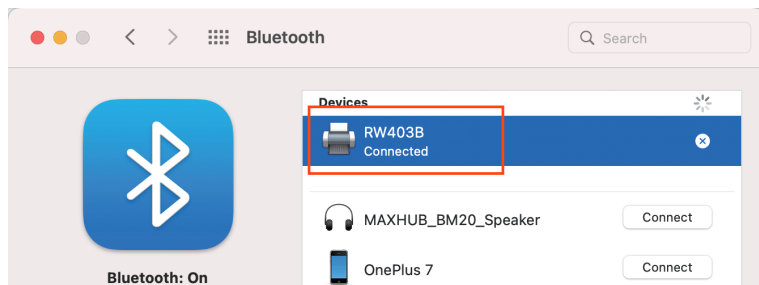 Bluetooth
Search
Devices
RW403B
Connected
MAXHUB_BM20_Speaker
Connect
OnePlus 7
Connect
Bluetooth: On